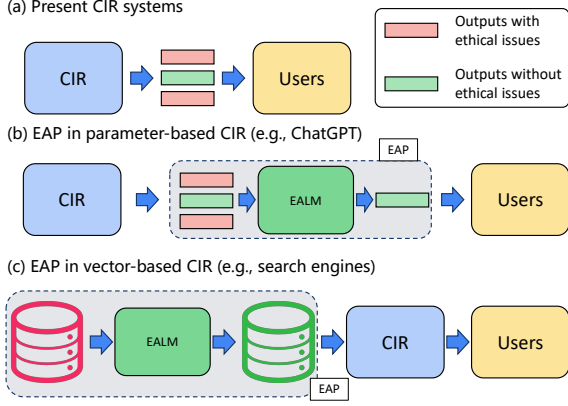 (a) Present CIR systems
CIR
Users
Outputs with
ethical issues
Outputs without
ethical issues
(b) EAP in parameter-based CIR (e.g., ChatGPT)
EAP
CIR
EALM
Users
(c) EAP in vector-based CIR (e.g., search engines)
EALM
CIR
Users
EAP